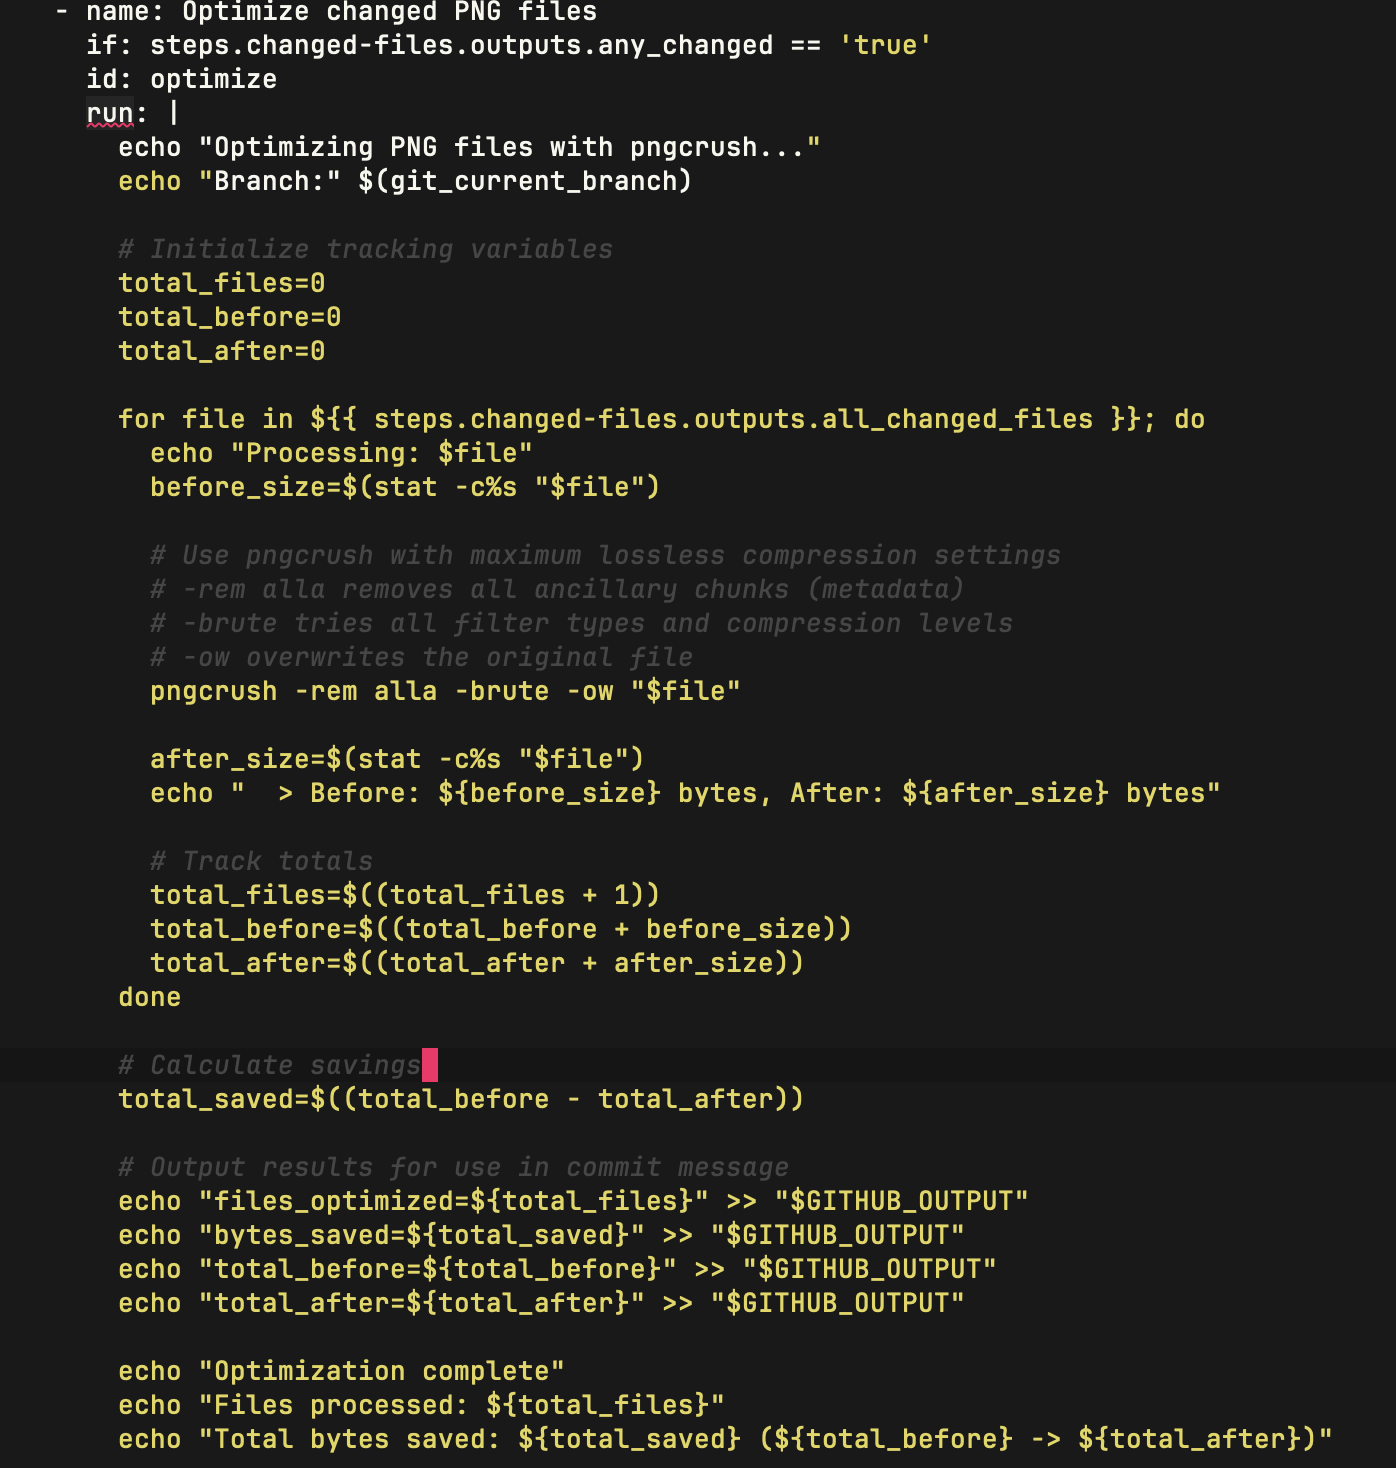 - name: Optimize changed PNG files
if: steps.changed-files.outputs.any_changed == 'true'
id: optimize
run: |
echo "Optimizing PNG files with pngcrush..."
echo "Branch:" $(git_current_branch)
# Initialize tracking variables
total_files=0
total_before=0
total_after=0
for file in ${{ steps.changed-files.outputs.all_changed_files }}; do
echo "Processing: $file"
before_size=$(stat -c%s "$file")
# Use pngcrush with maximum lossless compression settings
# -rem alla removes all ancillary chunks (metadata)
# -brute tries all filter types and compression levels
# -ow overwrites the original file
pngcrush -rem alla -brute -ow "$file"
after_size=$(stat -c%s "$file")
echo "  > Before: ${before_size} bytes, After: ${after_size} bytes"
# Track totals
total_files=$((total_files + 1))
total_before=$((total_before + before_size))
total_after=$((total_after + after_size))
done
# Calculate savings
total_saved=$((total_before - total_after))
# Output results for use in commit message
echo "files_optimized=${total_files}" >> "$GITHUB_OUTPUT"
echo "bytes_saved=${total_saved}" >> "$GITHUB_OUTPUT"
echo "total_before=${total_before}" >> "$GITHUB_OUTPUT"
echo "total_after=${total_after}" >> "$GITHUB_OUTPUT"
echo "Optimization complete"
echo "Files processed: ${total_files}"
echo "Total bytes saved: ${total_saved} (${total_before} -> ${total_after})"